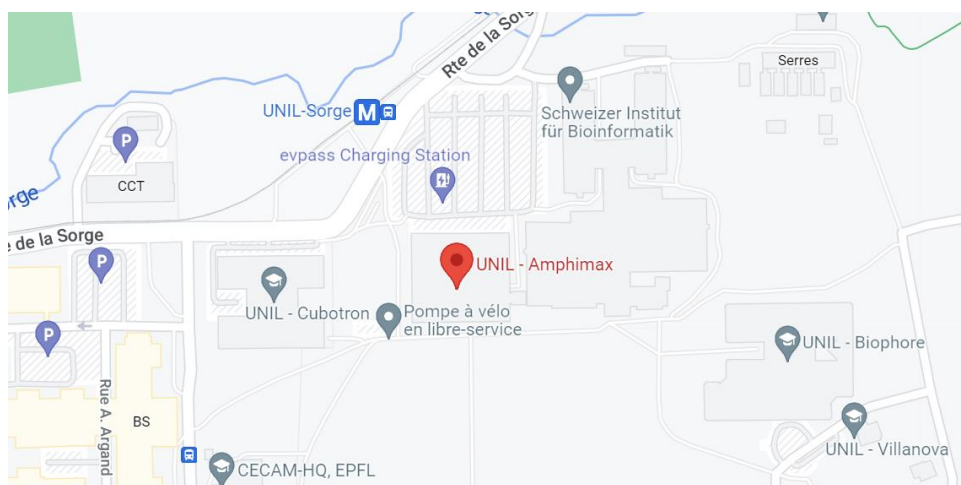 Rte de la Sorge
Serres
UNIL-Sorge
M
Schweizer Institut
für Bioinformatik
P
evpass Charging Station
CCT
orge
e de la Sorge
P
UNIL - Amphimax
UNIL - Cubotron
Pompe à vélo
en libre-service
P
UNIL - Biophore
Rue A. Argand
BS
UNIL - Villanova
CECAM-HQ, EPFL